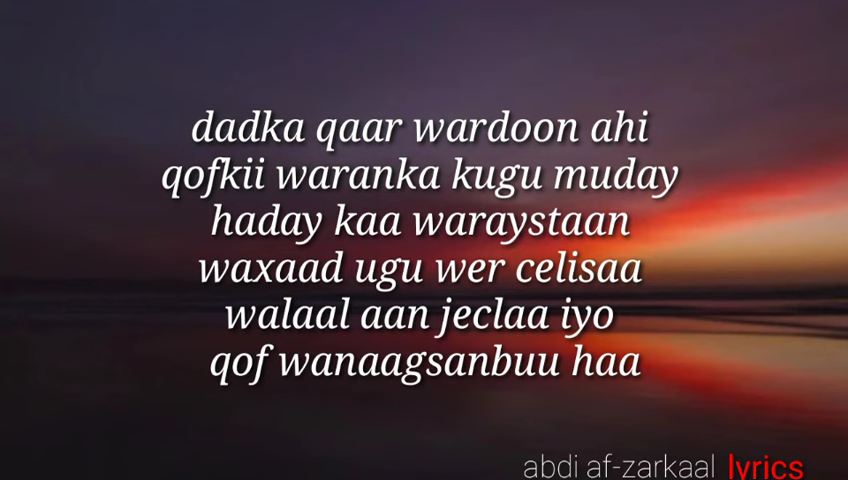 dadka qaar wardoon ahi
qofkii waranka kugu muday
haday kaa waraystaan
waxaad ugu wer celisaa
walaal aan jeclaa iyo
qof wanaagsanbuu haa
abdi af-zarkaal lyrics